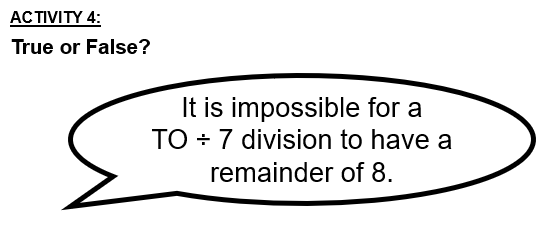 ACTIVITY 4:
True or False?
It is impossible for a
TO ÷ 7 division to have a
remainder of 8.